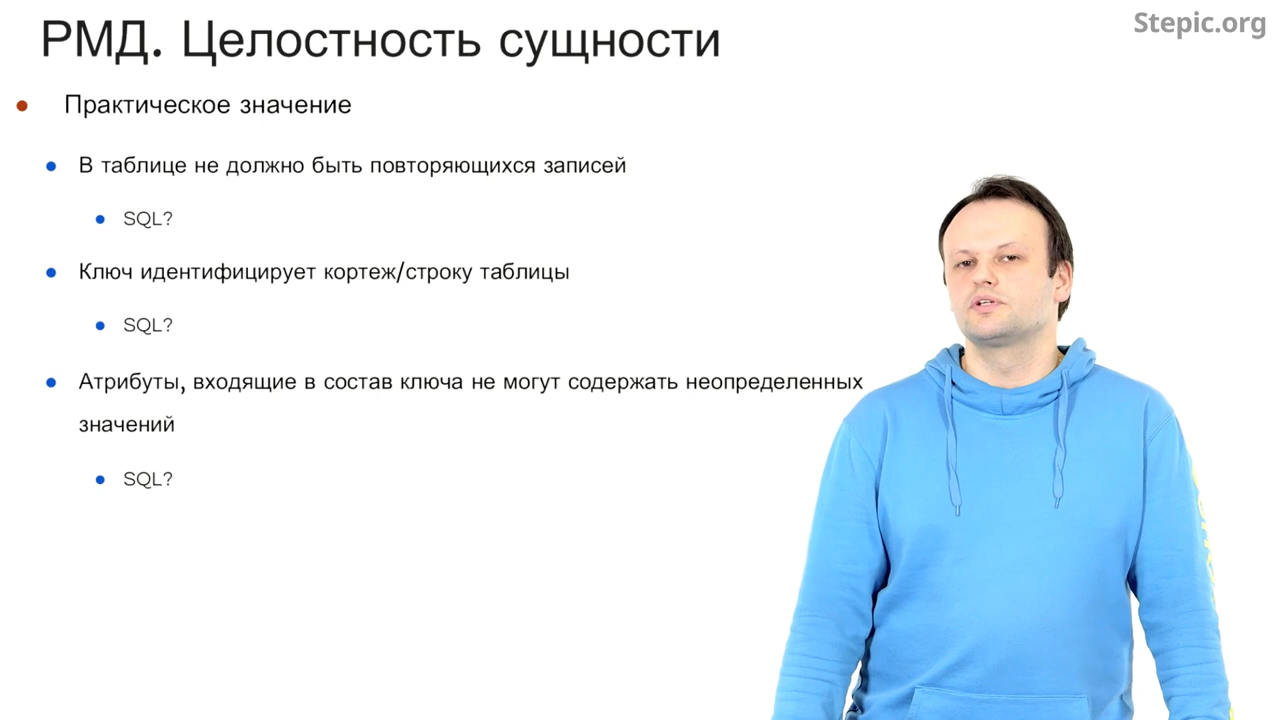 Stepic.org
РМД. Целостность сущности
Практическое значение
В таблице не должно быть повторяющихся записей
SQL?
Ключ идентифицирует кортеж/строку таблицы
SQL?
Атрибуты, входящие в состав ключа не могут содержать неопределенных
значений
SQL?